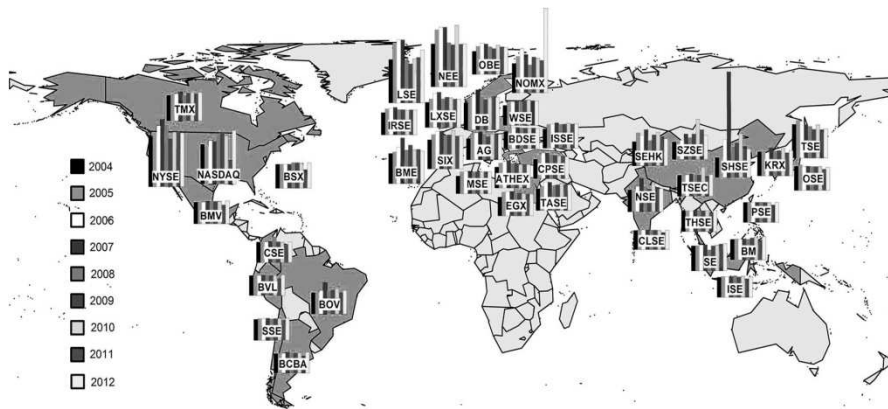 OBE
NEE
NOMX
LSE
TMX
IRSE
LXSE
DB
WSE
BDSE
ISSE
TSE
NYSE
NASDAQ
BSX
BME
SIX
AG
SEHK
SZSE
SHSE
KRX
OSE
MSE
ATHEX
CPSE
TSEC
EGX
TASE
NSE
BMV
THSE
PSE
CLSE
CSE
SE
BM
BVL
ISE
BOV
SSE
BCBA
2004
2005
2006
2007
2008
2009
2010
2011
2012